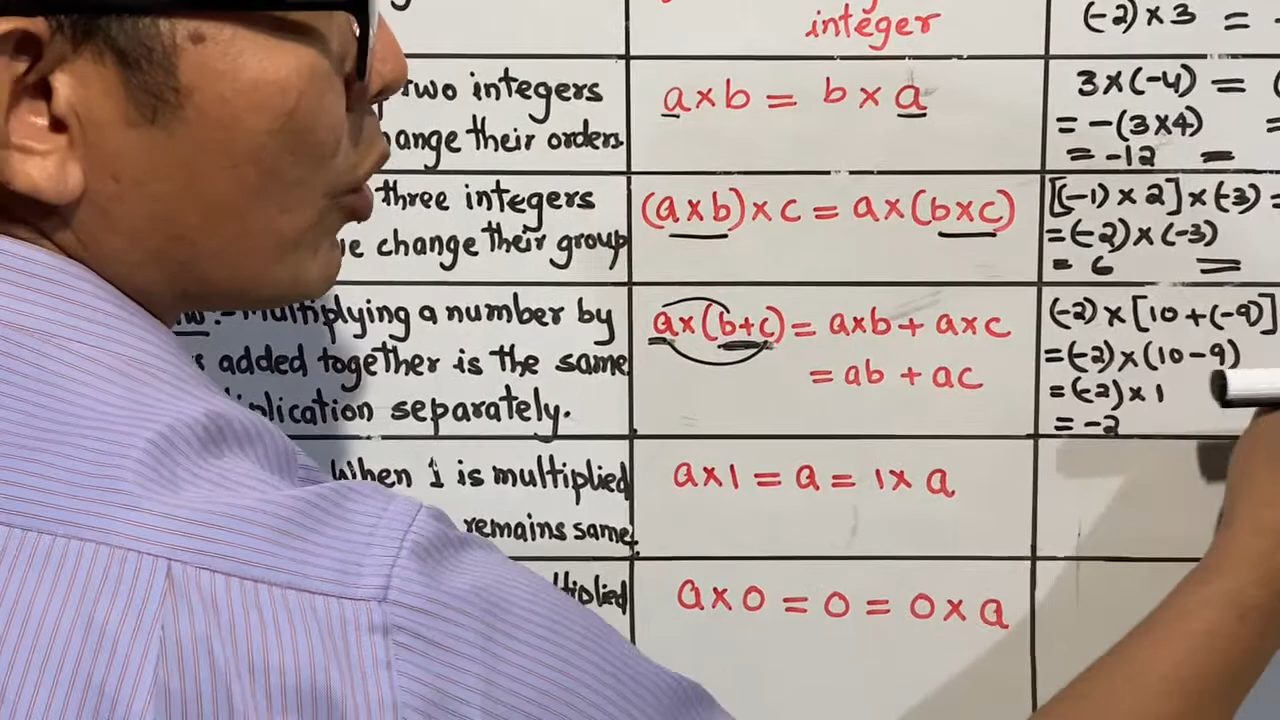 integer
(-2) × 3 =
two integers
ange their orders.
a × b = b × a
3 × (-4) =
= -(3 × 4) =
= -12 =
three integers
change their group
(a × b) × c = a × (b × c)
[(-1) × 2] × (-3) =
= (-2) × (-3)
= 6 =
Multiplying a number by
added together is the same
plication separately.
a × (b + c) = a × b + a × c
= ab + ac
(-2) × [10 + (-9)]
= (-2) × (10 - 9)
= (-2) × 1
= -2
When 1 is multiplied
remains same.
a × 1 = a = 1 × a
tiplied
a × 0 = 0 = 0 × a